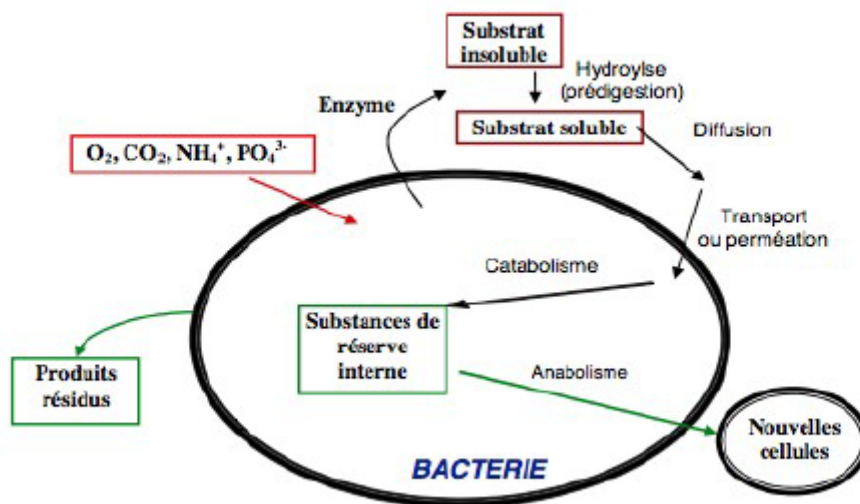 Substrat
insoluble
Hydroylse
(prédigestion)
Enzyme
Substrat soluble
Diffusion
O₂, CO₂, NH₄⁺, PO₄³⁻
Transport
ou perméation
Catabolisme
Substances de
réserve
interne
Produits
résidus
Anabolisme
Nouvelles
cellules
BACTERIE